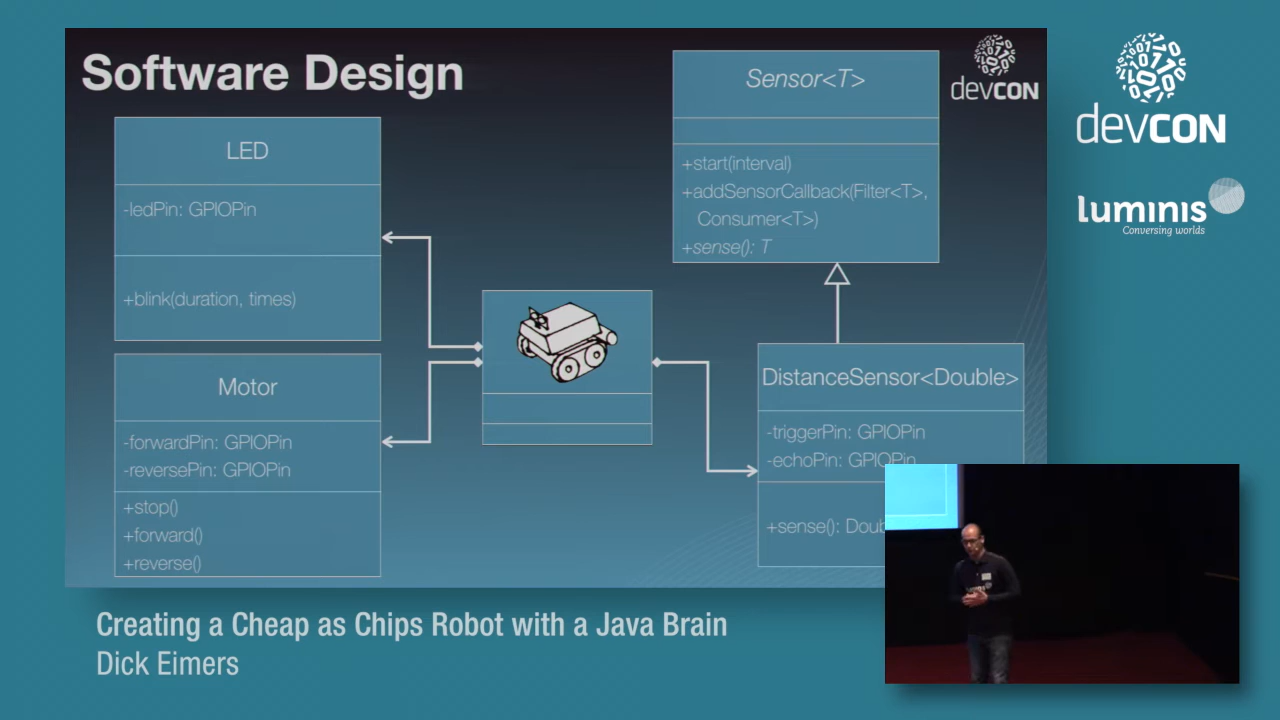 Software Design
devcon
LED
-ledPin: GPIOPin
+blink(duration, times)
Motor
-forwardPin: GPIOPin
-reversePin: GPIOPin
+stop()
+forward()
+reverse()
Sensor<T>
+start(interval)
+addSensorCallback(Filter<T>,
Consumer<T>)
+sense(): T
DistanceSensor<Double>
-triggerPin: GPIOPin
-echoPin: GPIOPin
+sense(): Doub
devcon
luminis
Conversing worlds
Creating a Cheap as Chips Robot with a Java Brain
Dick Eimers